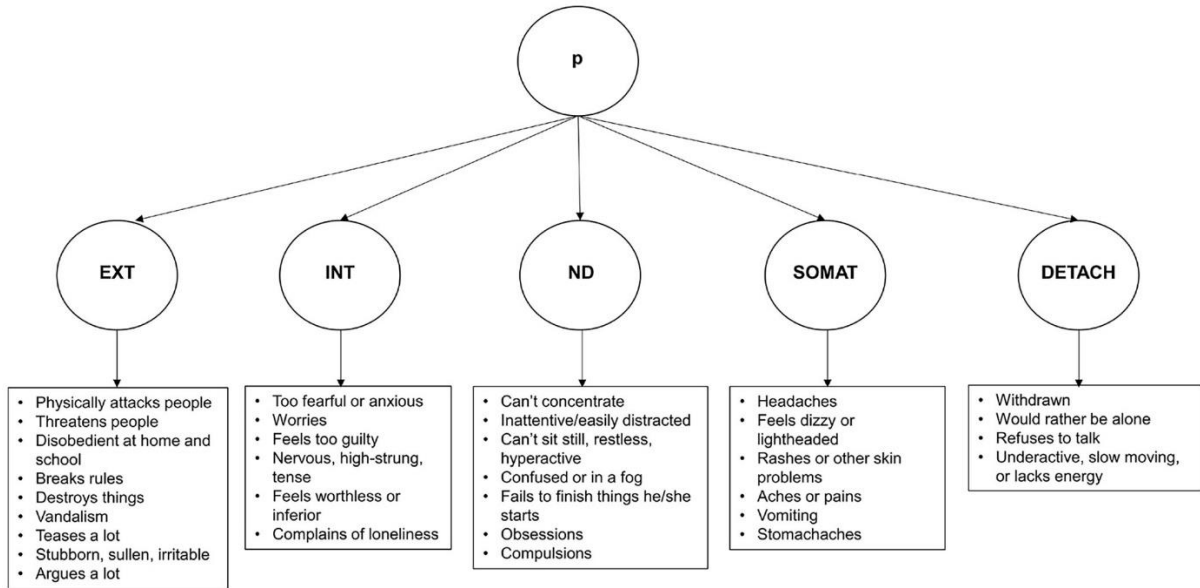 p
EXT
INT
ND
SOMAT
DETACH
• Physically attacks people
• Threatens people
• Disobedient at home and
school
• Breaks rules
• Destroys things
• Vandalism
• Teases a lot
• Stubborn, sullen, irritable
• Argues a lot
• Too fearful or anxious
• Worries
• Feels too guilty
• Nervous, high-strung,
tense
• Feels worthless or
inferior
• Complains of loneliness
• Can't concentrate
• Inattentive/easily distracted
• Can't sit still, restless,
hyperactive
• Confused or in a fog
• Fails to finish things he/she
starts
• Obsessions
• Compulsions
• Headaches
• Feels dizzy or
lightheaded
• Rashes or other skin
problems
• Aches or pains
• Vomiting
• Stomachaches
• Withdrawn
• Would rather be alone
• Refuses to talk
• Underactive, slow moving,
or lacks energy